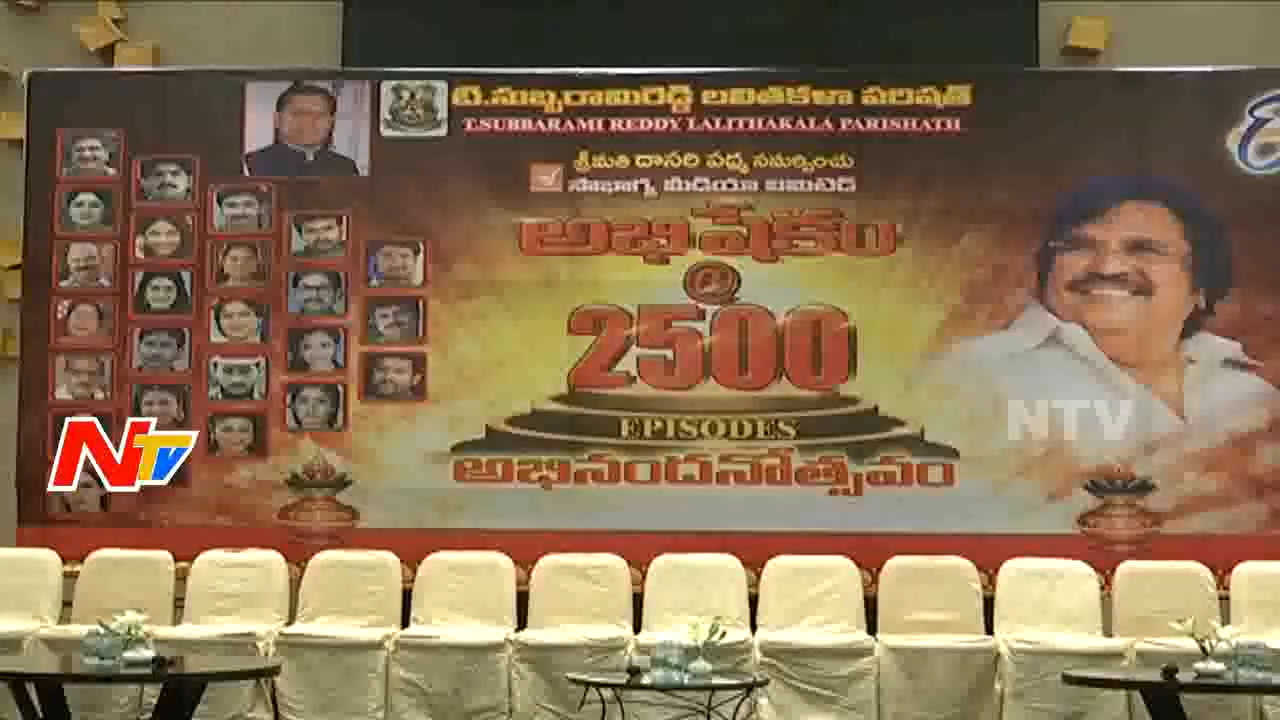 టి.సుబ్బరామిరెడ్డి లలితకళా పరిషత్
T.SUBBARAMI REDDY LALITHAKALA PARISHATH
శ్రీమతి దాసరి పద్మ సమర్పించు
సౌభాగ్య మీడియా లిమిటెడ్
అభిషేకం
@
2500
EPISODES
అభినందనోత్సవం
NTV
NTV